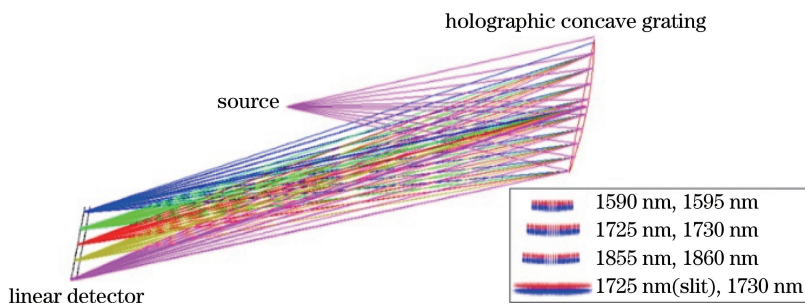 holographic concave grating
source
1590 nm, 1595 nm
1725 nm, 1730 nm
1855 nm, 1860 nm
1725 nm(slit), 1730 nm
linear detector